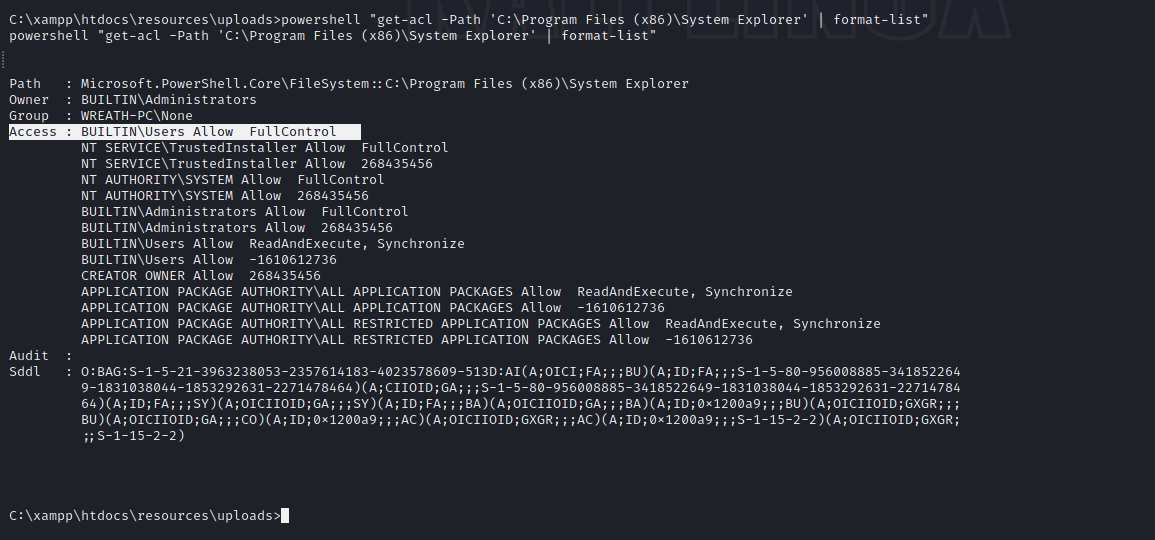 C:\xampp\htdocs\resources\uploads>powershell "get-acl -Path 'C:\Program Files (x86)\System Explorer' | format-list"
powershell "get-acl -Path 'C:\Program Files (x86)\System Explorer' | format-list"
Path   : Microsoft.PowerShell.Core\FileSystem::C:\Program Files (x86)\System Explorer
Owner  : BUILTIN\Administrators
Group  : WREATH-PC\None
Access : BUILTIN\Users Allow  FullControl
         NT SERVICE\TrustedInstaller Allow  FullControl
         NT SERVICE\TrustedInstaller Allow  268435456
         NT AUTHORITY\SYSTEM Allow  FullControl
         NT AUTHORITY\SYSTEM Allow  268435456
         BUILTIN\Administrators Allow  FullControl
         BUILTIN\Administrators Allow  268435456
         BUILTIN\Users Allow  ReadAndExecute, Synchronize
         BUILTIN\Users Allow  -1610612736
         CREATOR OWNER Allow  268435456
         APPLICATION PACKAGE AUTHORITY\ALL APPLICATION PACKAGES Allow  ReadAndExecute, Synchronize
         APPLICATION PACKAGE AUTHORITY\ALL APPLICATION PACKAGES Allow  -1610612736
         APPLICATION PACKAGE AUTHORITY\ALL RESTRICTED APPLICATION PACKAGES Allow  ReadAndExecute, Synchronize
         APPLICATION PACKAGE AUTHORITY\ALL RESTRICTED APPLICATION PACKAGES Allow  -1610612736
Audit  :
Sddl   : O:BAG:S-1-5-21-3963238053-2357614183-4023578609-513D:AI(A;OICI;FA;;;BU)(A;ID;FA;;;S-1-5-80-956008885-341852264
         9-1831038044-1853292631-2271478464)(A;CIIOID;GA;;;S-1-5-80-956008885-3418522649-1831038044-1853292631-22714784
         64)(A;ID;FA;;;SY)(A;OICIIOID;GA;;;SY)(A;ID;FA;;;BA)(A;OICIIOID;GA;;;BA)(A;ID;0×1200a9;;;BU)(A;OICIIOID;GXGR;;;
         BU)(A;OICIIOID;GA;;;CO)(A;ID;0×1200a9;;;AC)(A;OICIIOID;GXGR;;;AC)(A;ID;0×1200a9;;;S-1-15-2-2)(A;OICIIOID;GXGR;
         ;;S-1-15-2-2)
C:\xampp\htdocs\resources\uploads>